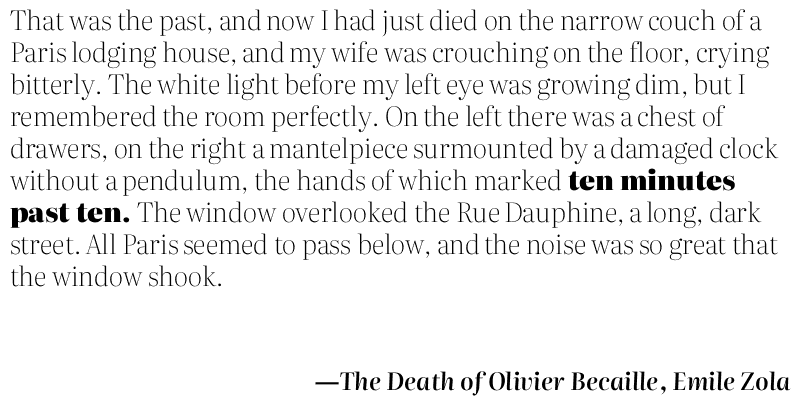 That was the past, and now I had just died on the narrow couch of a
Paris lodging house, and my wife was crouching on the floor, crying
bitterly. The white light before my left eye was growing dim, but I
remembered the room perfectly. On the left there was a chest of
drawers, on the right a mantelpiece surmounted by a damaged clock
without a pendulum, the hands of which marked ten minutes
past ten. The window overlooked the Rue Dauphine, a long, dark
street. All Paris seemed to pass below, and the noise was so great that
the window shook.
—The Death of Olivier Becaille, Emile Zola